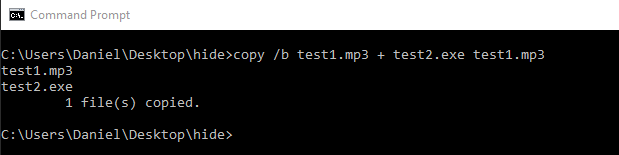 Command Prompt
C:\Users\Daniel\Desktop\hide>copy /b test1.mp3 + test2.exe test1.mp3
test1.mp3
test2.exe
        1 file(s) copied.
C:\Users\Daniel\Desktop\hide>